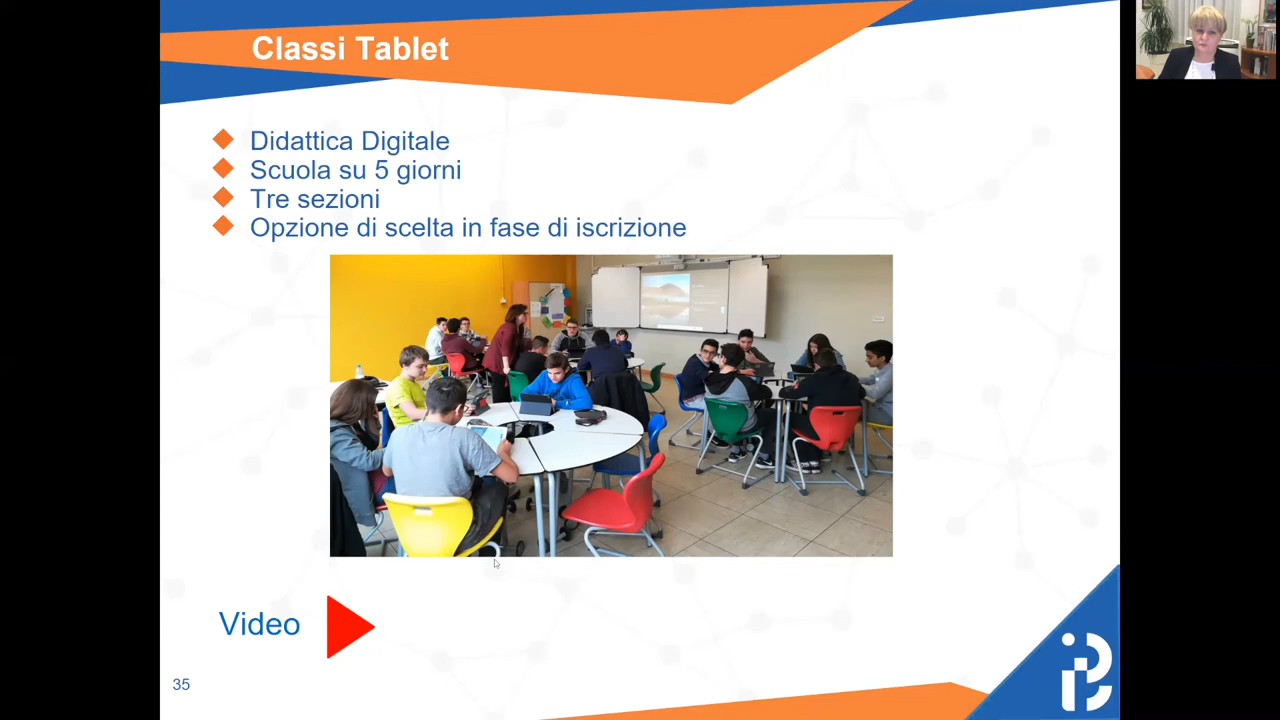 Classi Tablet
Didattica Digitale
Scuola su 5 giorni
Tre sezioni
Opzione di scelta in fase di iscrizione
Video
35